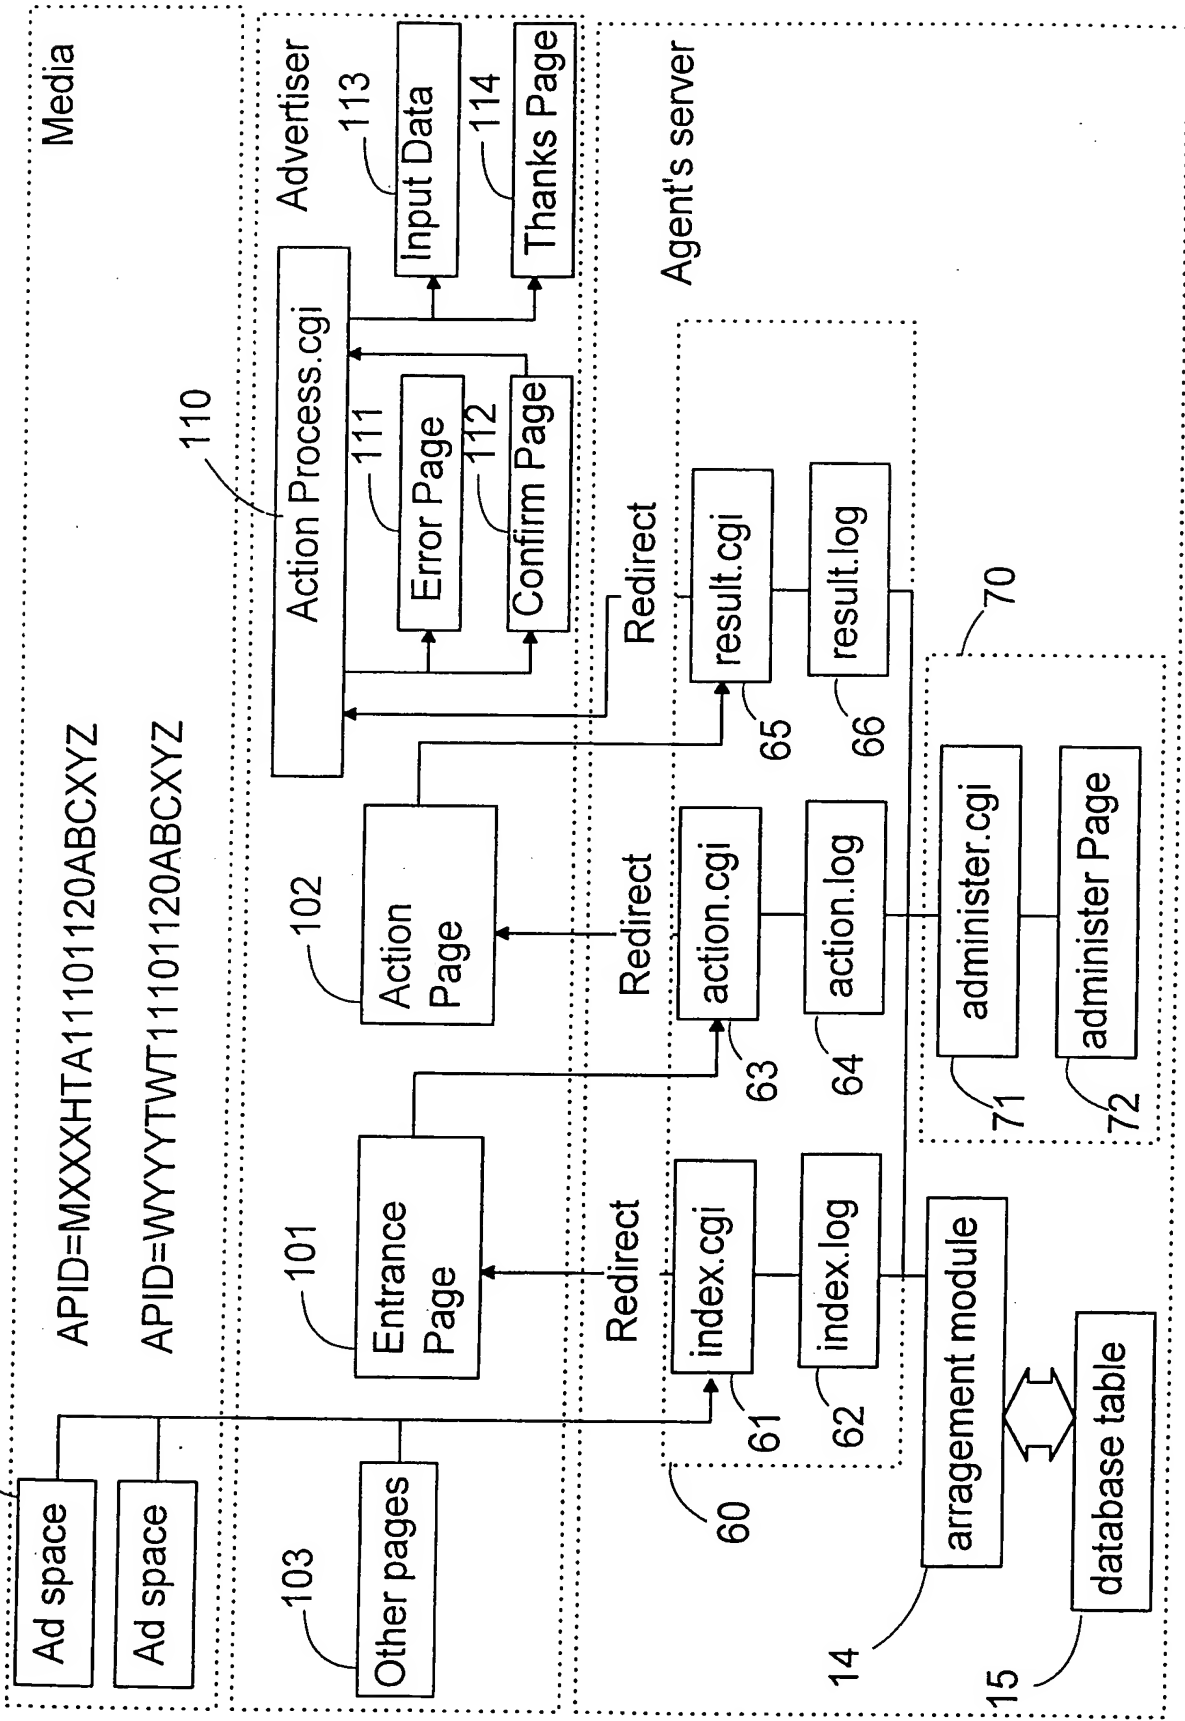 Media
APID=MXXXHTA11101120ABCXYZ
APID=WYYYTWT11101120ABCXYZ
Ad space
Ad space
Advertiser
110
Action Process.cgi
113
Input Data
114
Thanks Page
111
Error Page
112
Confirm Page
102
Action
Page
101
Entrance
Page
103
Other pages
Redirect
Redirect
Redirect
Agent's server
index.cgi
61
index.log
62
action.cgi
63
action.log
64
result.cgi
65
result.log
66
60
70
administer.cgi
71
administer Page
72
arragement module
14
database table
15